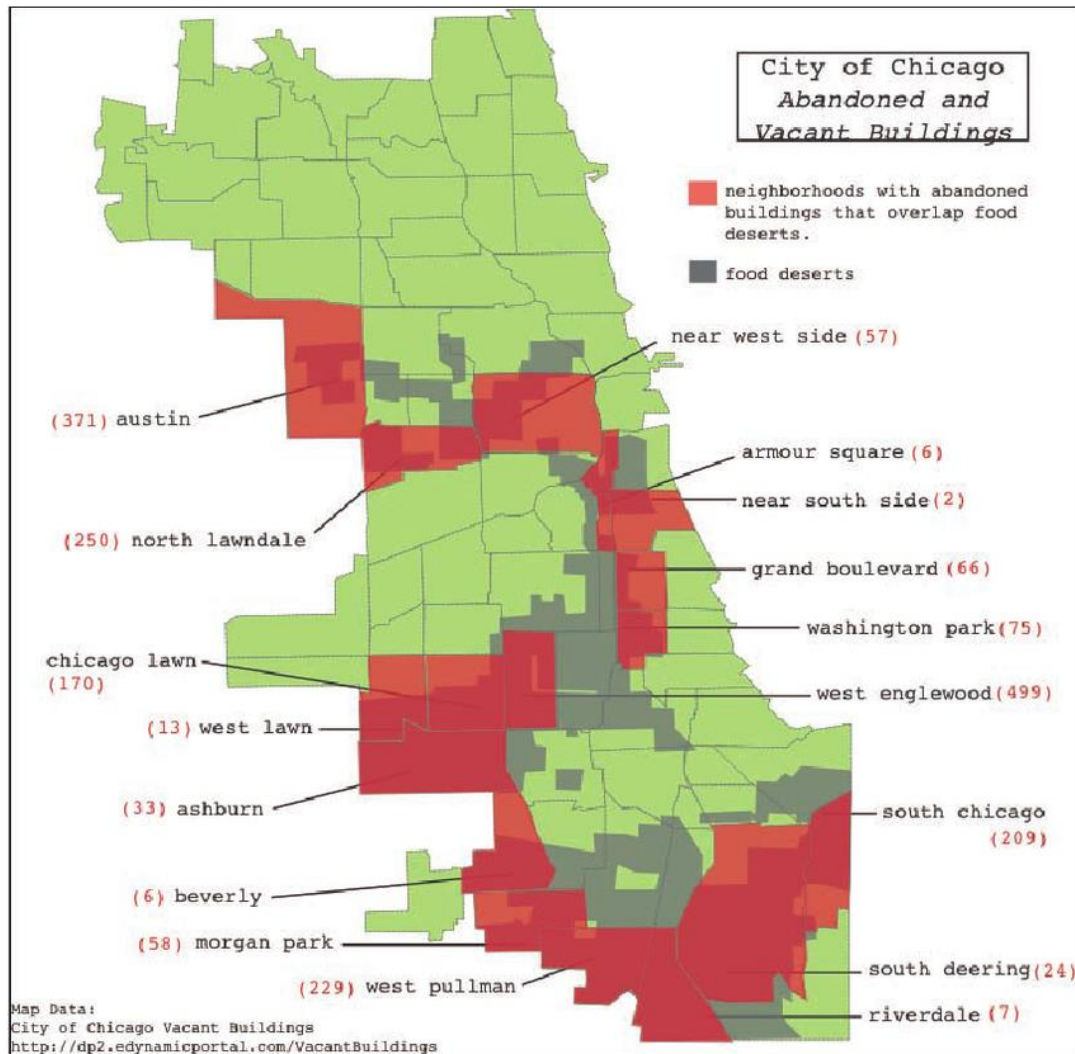 City of Chicago
Abandoned and
Vacant Buildings
neighborhoods with abandoned
buildings that overlap food
deserts.
food deserts
near west side (57)
(371) austin
armour square (6)
near south side (2)
(250) north lawndale
grand boulevard (66)
washington park (75)
chicago lawn
(170)
west englewood (499)
(13) west lawn
(33) ashburn
south chicago
(209)
(6) beverly
(58) morgan park
(229) west pullman
south deering (24)
riverdale (7)
Map Data:
City of Chicago Vacant Buildings
http://dp2.edynamicportal.com/VacantBuildings